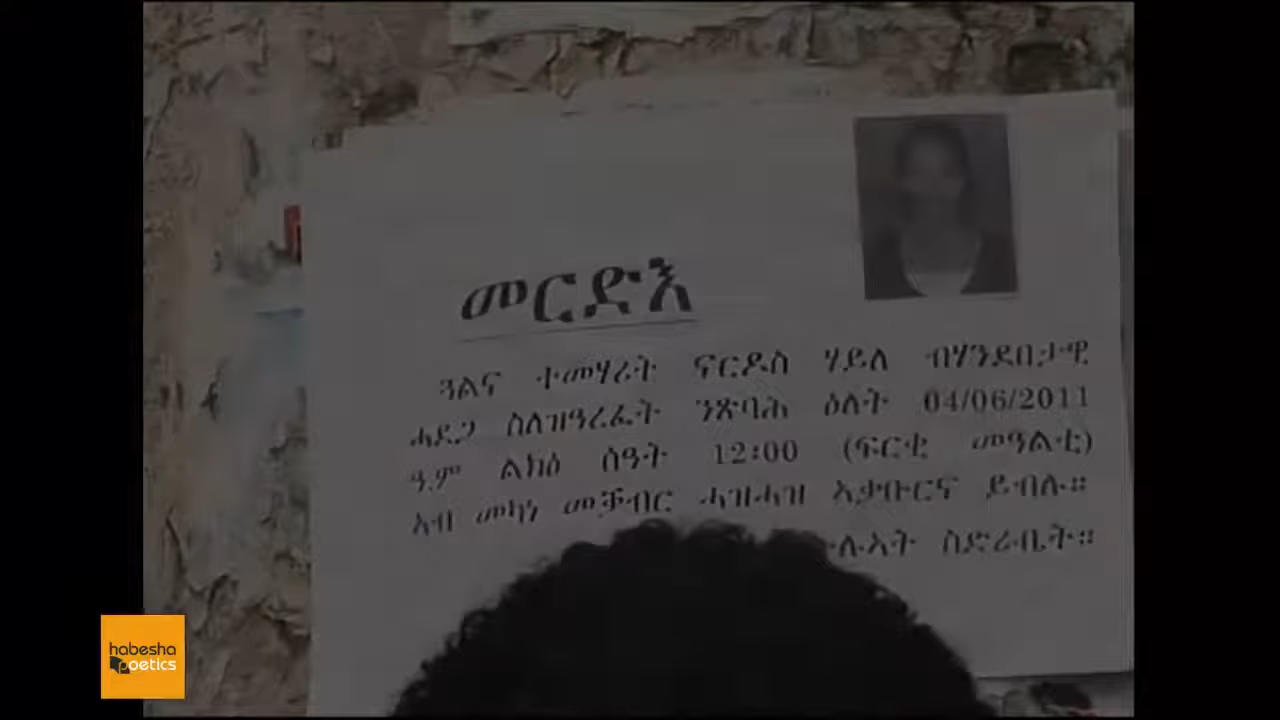 መርድእ
ጓልና ተመሃሪት ናርዶስ ሃይለ ብሃንደበታዊ
ሓደጋ ስለዝዓረፈት ንጽባሕ ዕለት 04/06/2011
ዓ.ም ልክዕ ሰዓት 12:00 (ፍርቂ መዓልቲ)
ኣብ መካነ መቓብር ሓዝሓዝ ኣቃቡርና ይብሉ።
ስድራቤት።
habesha
poetics